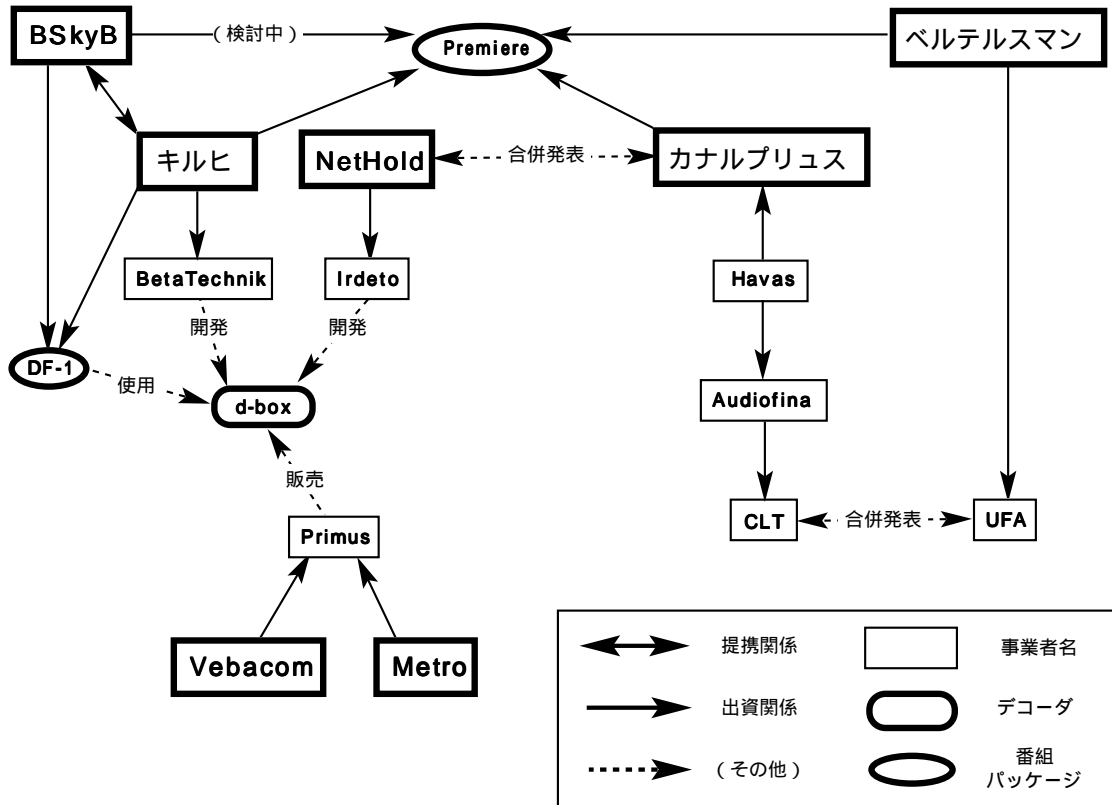 BSkyB
（検討中）
Premiere
ベルテルスマン
キルヒ
NetHold
合併発表
カナルプリュス
BetaTechnik
Irdeto
Havas
開発
開発
DF-1
使用
d-box
Audiofina
販売
Primus
CLT
合併発表
UFA
Vebacom
Metro
提携関係
事業者名
出資関係
デコーダ
（その他）
番組
パッケージ